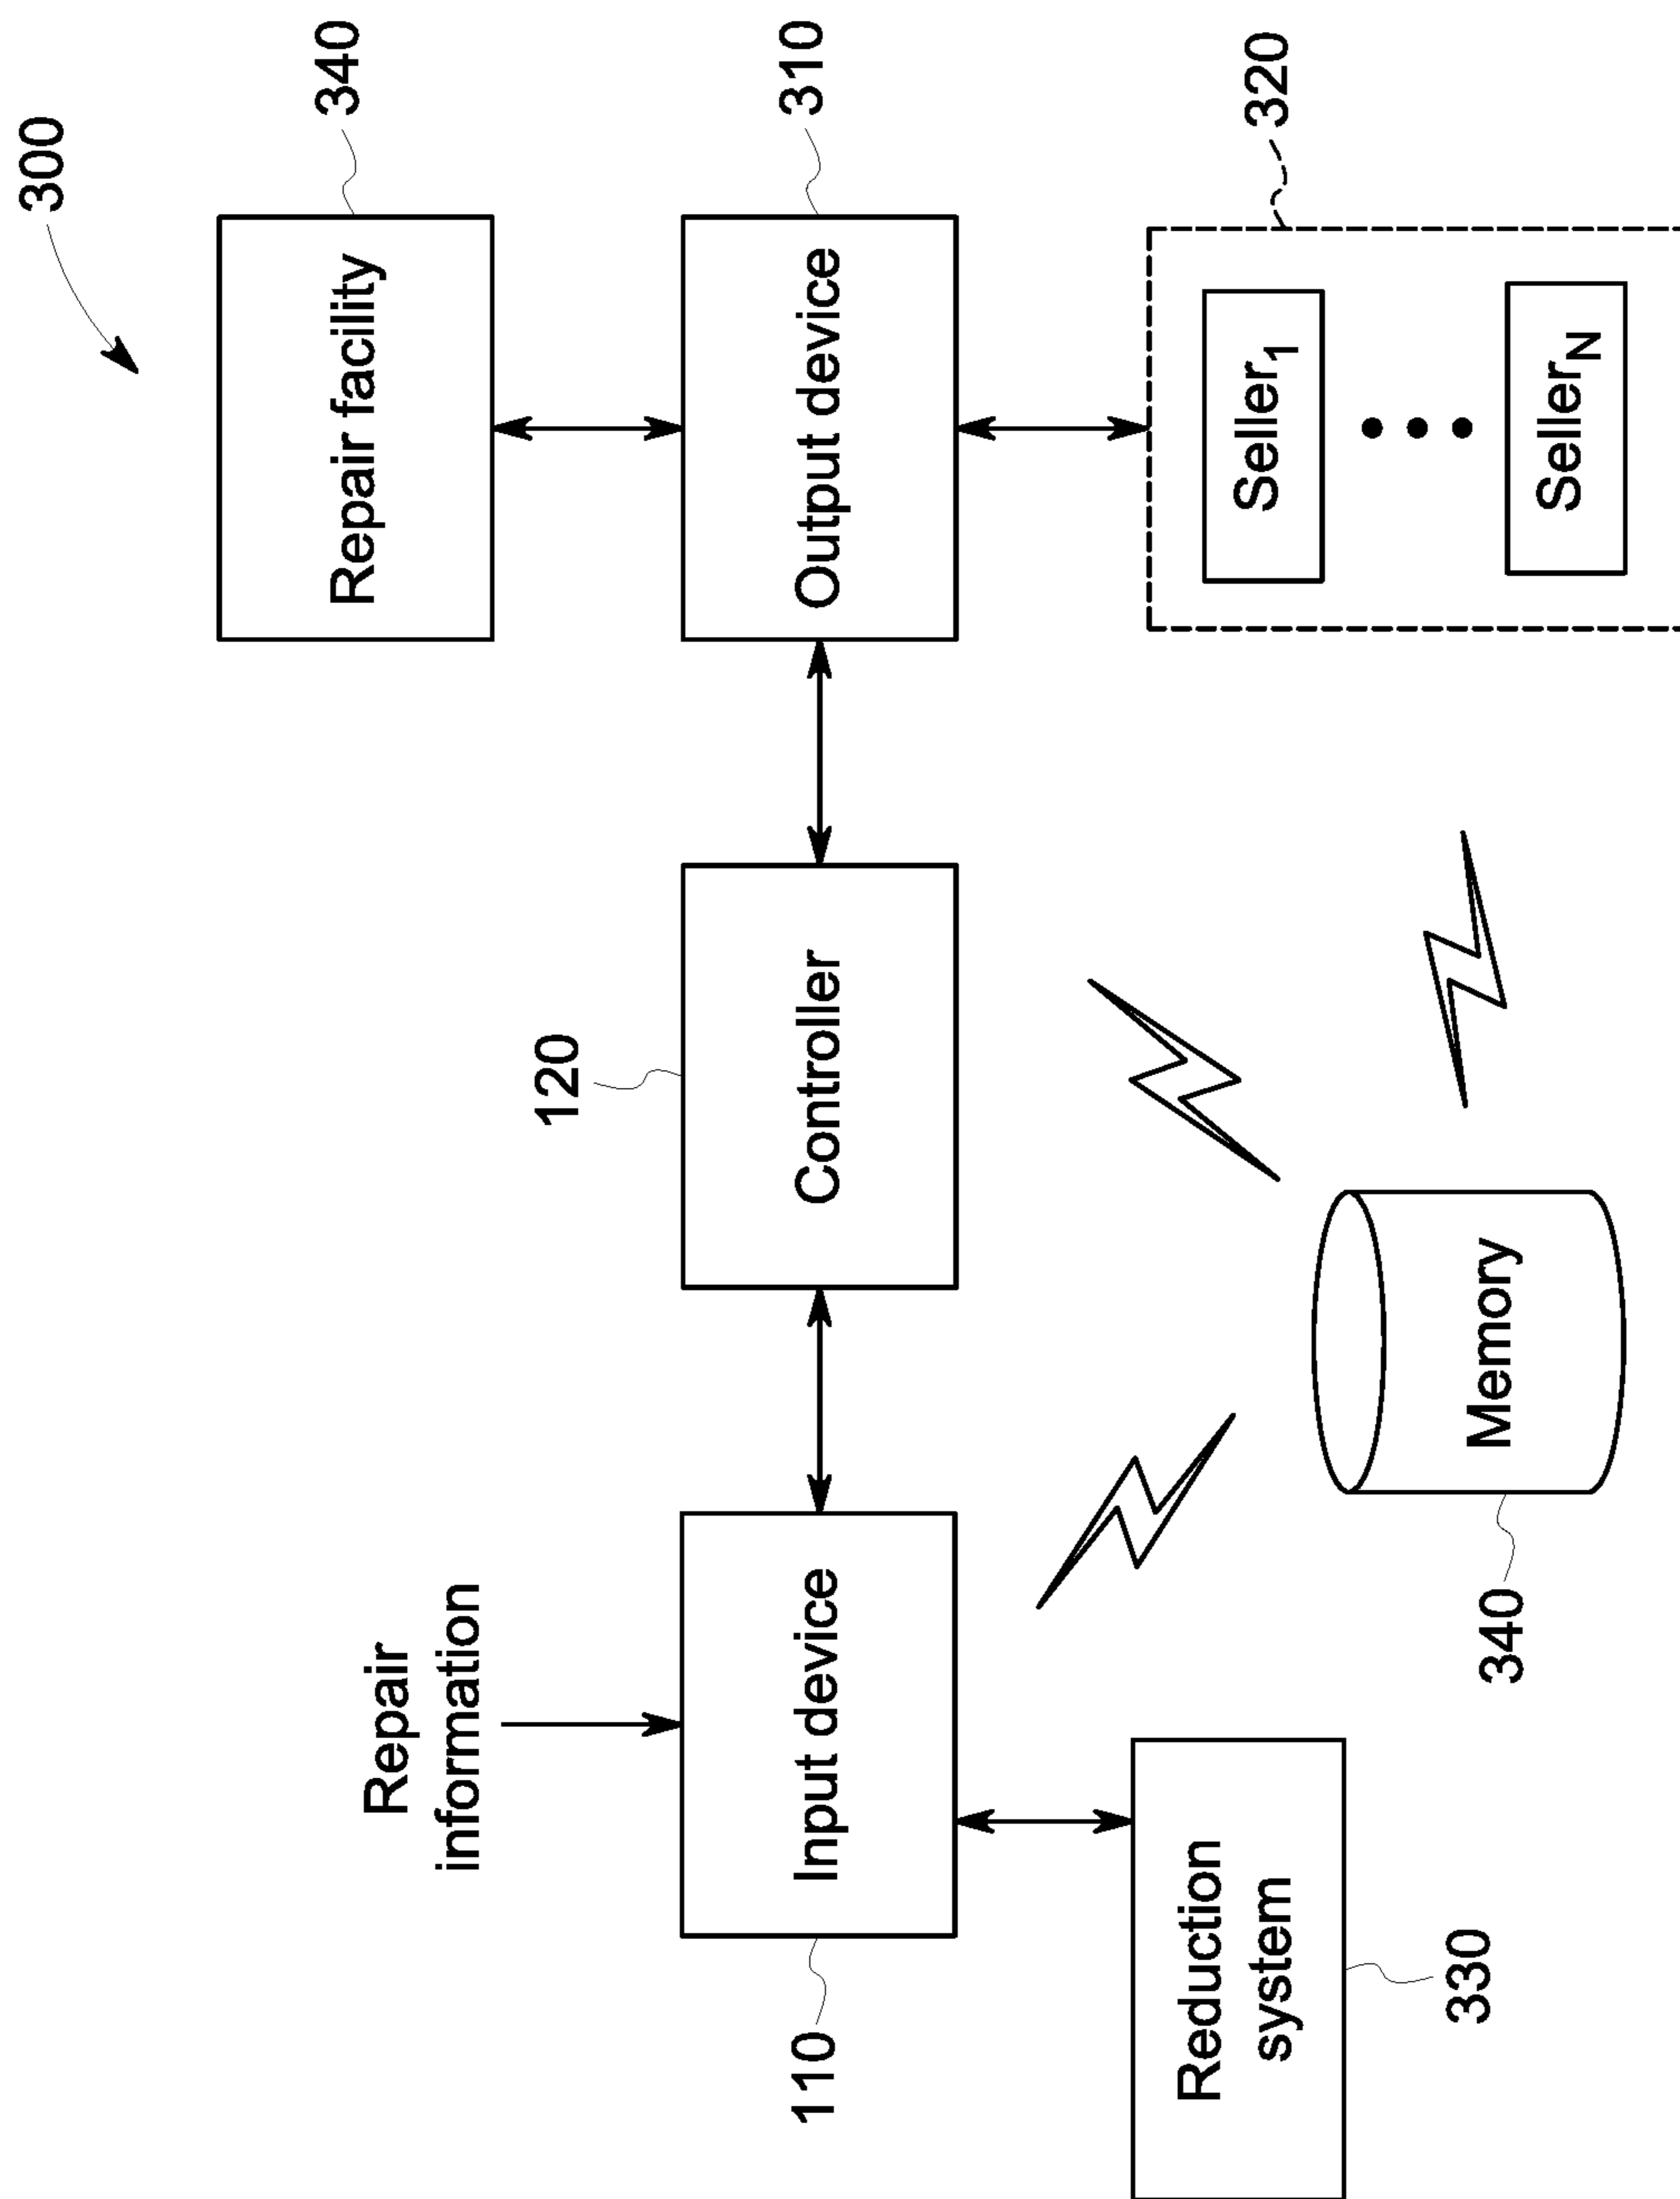 300
Repair
information
120
340
Input device
Controller
Repair facility
110
Output device
310
Reduction
system
330
340
Memory
Seller1
SellerN
320